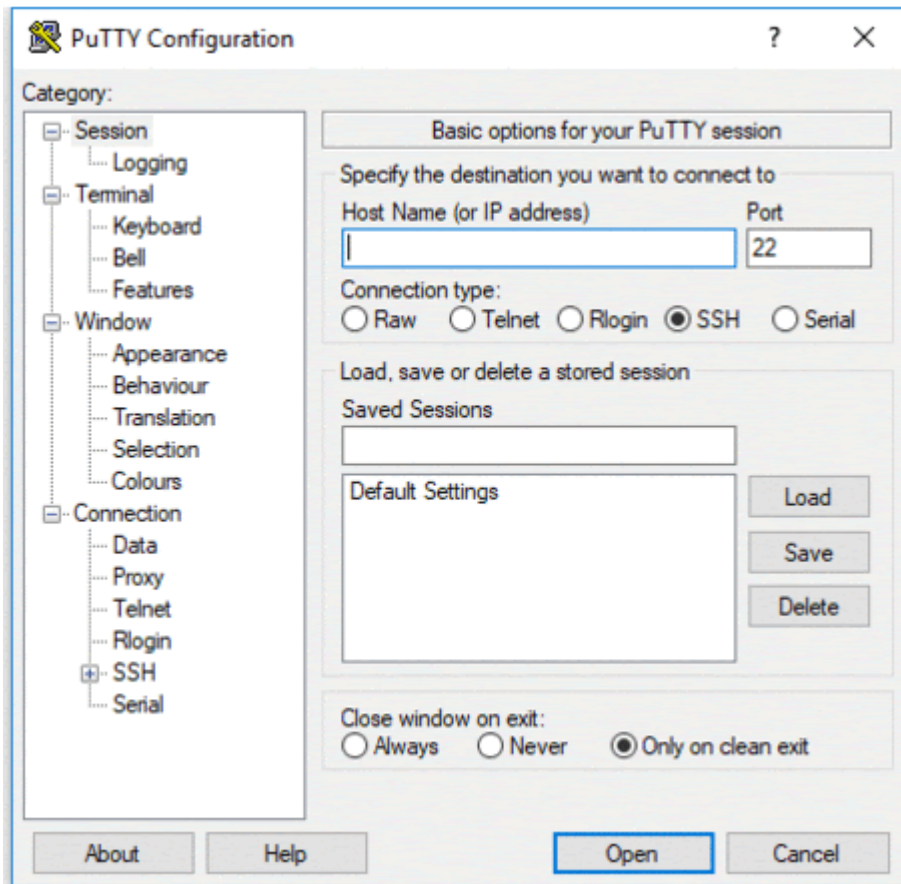 PuTTY Configuration
?
Category:
Session
Logging
Terminal
Keyboard
Bell
Features
Window
Appearance
Behaviour
Translation
Selection
Colours
Connection
Data
Proxy
Telnet
Rlogin
SSH
Serial
Basic options for your PuTTY session
Specify the destination you want to connect to
Host Name (or IP address) Port
22
Connection type:
Raw Telnet Rlogin SSH Serial
Load, save or delete a stored session
Saved Sessions
Default Settings
Load
Save
Delete
Close window on exit:
Always Never Only on clean exit
About Help Open Cancel